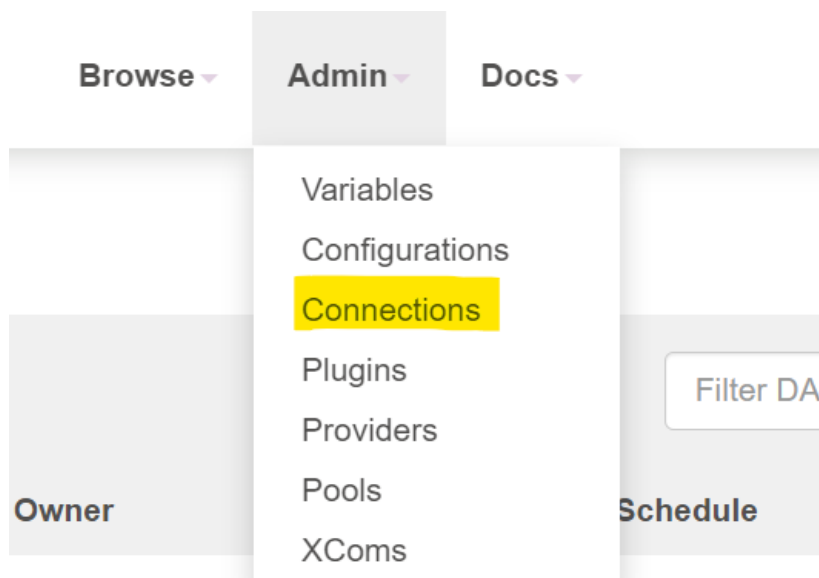 Browse Admin Docs
Variables
Configurations
Connections
Plugins
Filter DA
Providers
Pools
Owner Schedule
XComs